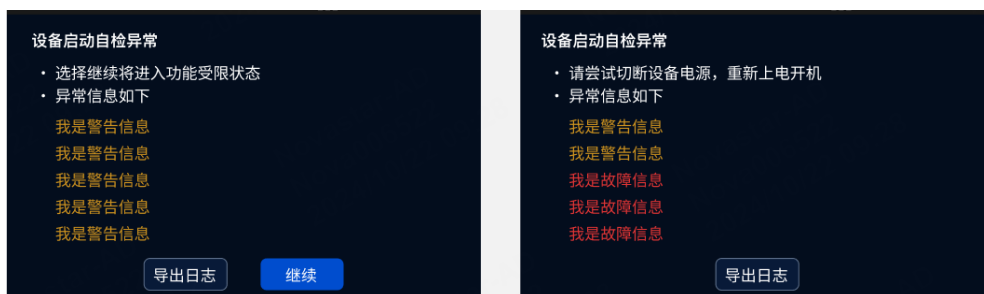 设备启动自检异常
· 选择继续将进入功能受限状态
· 异常信息如下
我是警告信息
我是警告信息
我是警告信息
我是警告信息
我是警告信息
导出日志 继续
设备启动自检异常
· 请尝试切断设备电源，重新上电开机
· 异常信息如下
我是警告信息
我是警告信息
我是故障信息
我是故障信息
我是故障信息
导出日志